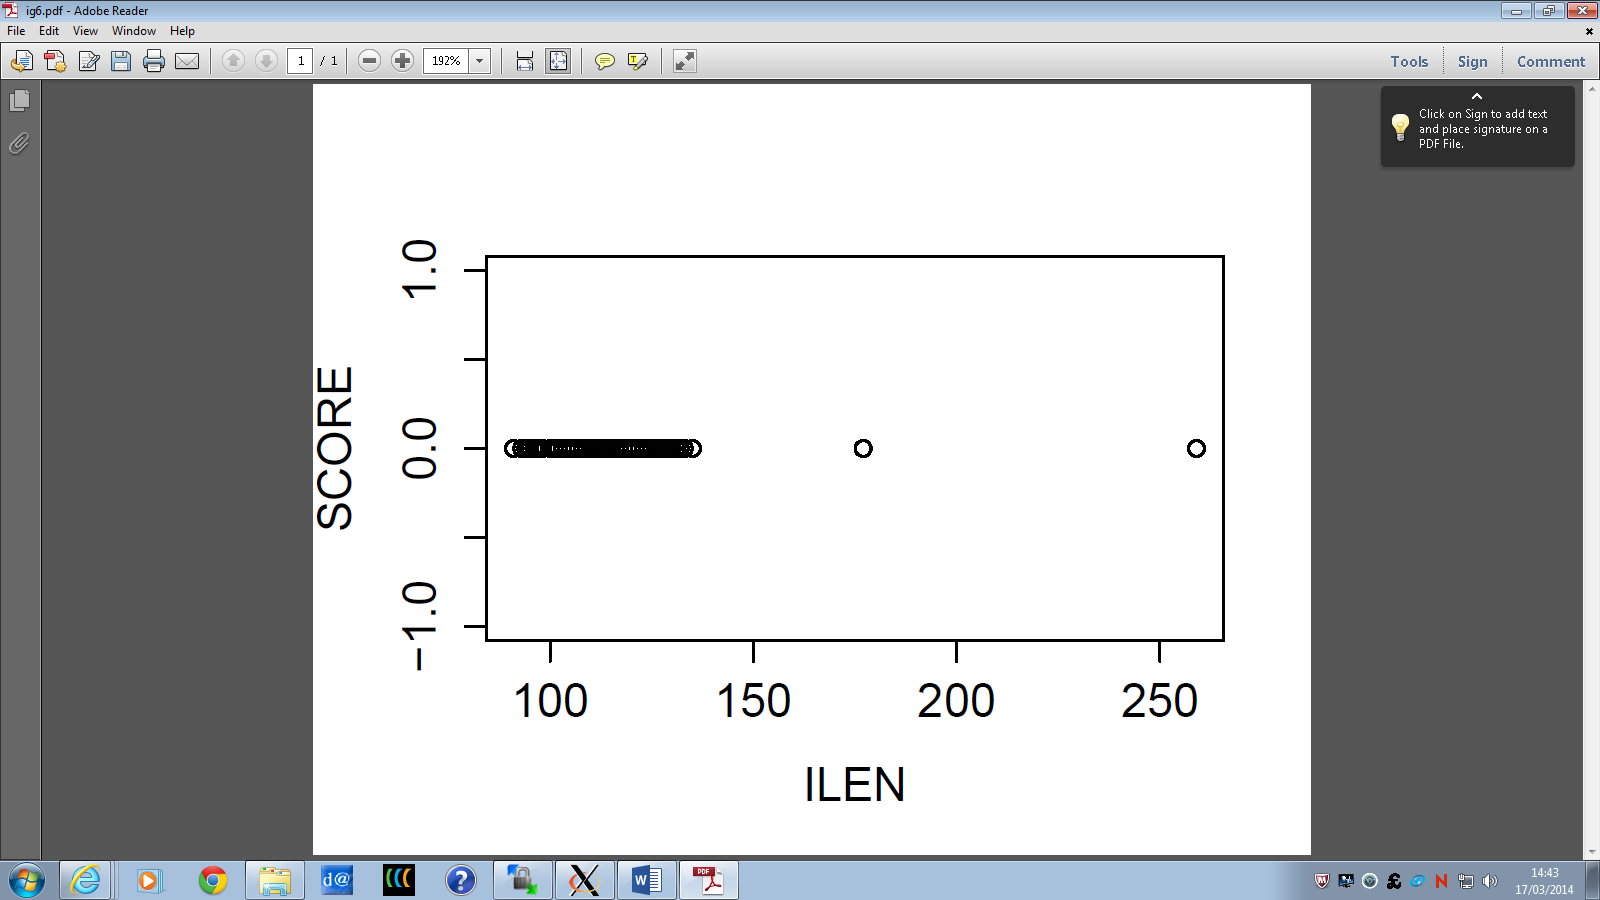 ig6.pdf - Adobe Reader
File Edit View Window Help
1 / 1 192% Tools Sign Comment
Click on Sign to add text
and place signature on a
PDF File.
SCORE
1.0
0.0
−1.0
100 150 200 250
ILEN
d@ ((( ? X W PDF
14:43
17/03/2014